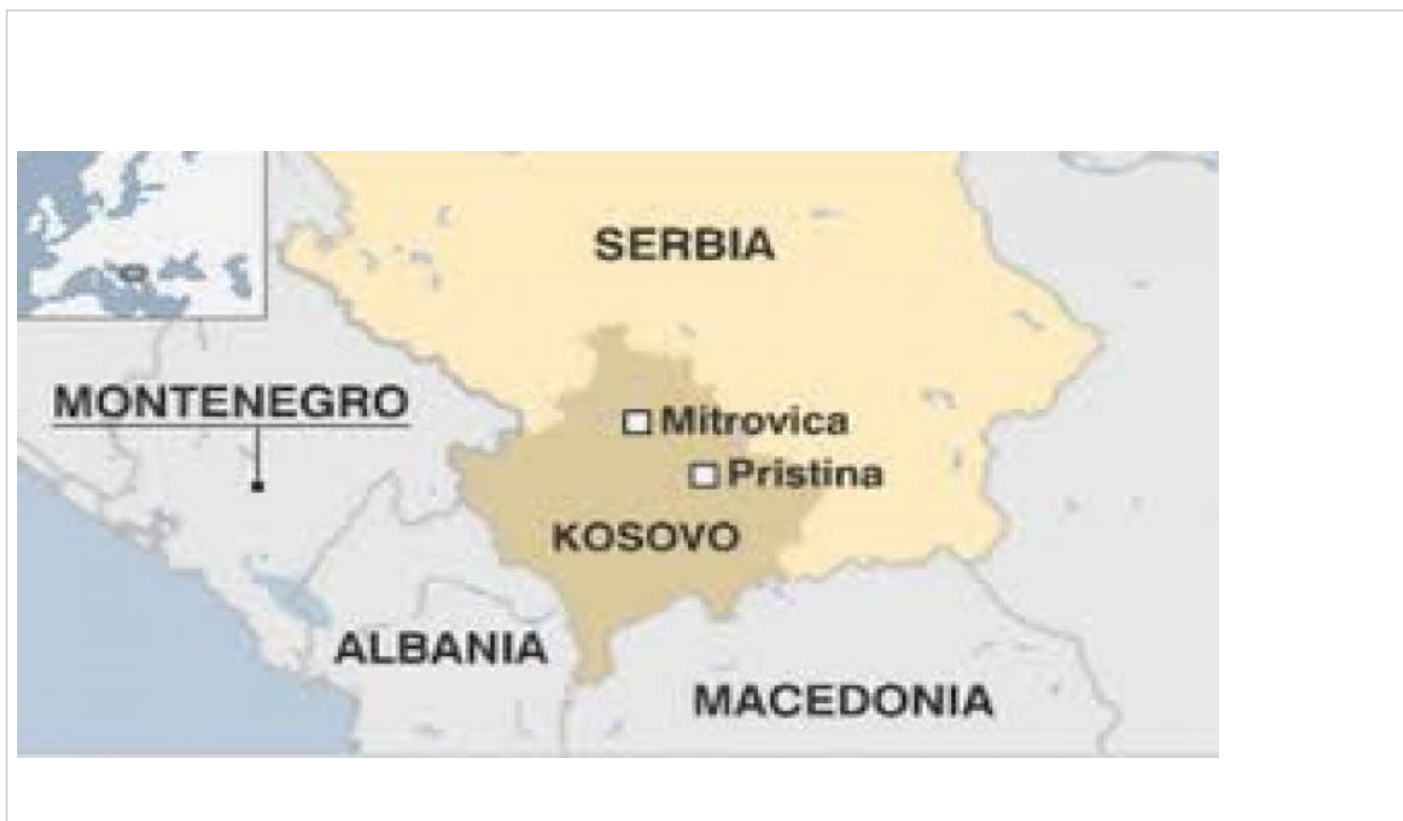 SERBIA
MONTENEGRO
Mitrovica
Pristina
KOSOVO
ALBANIA
MACEDONIA